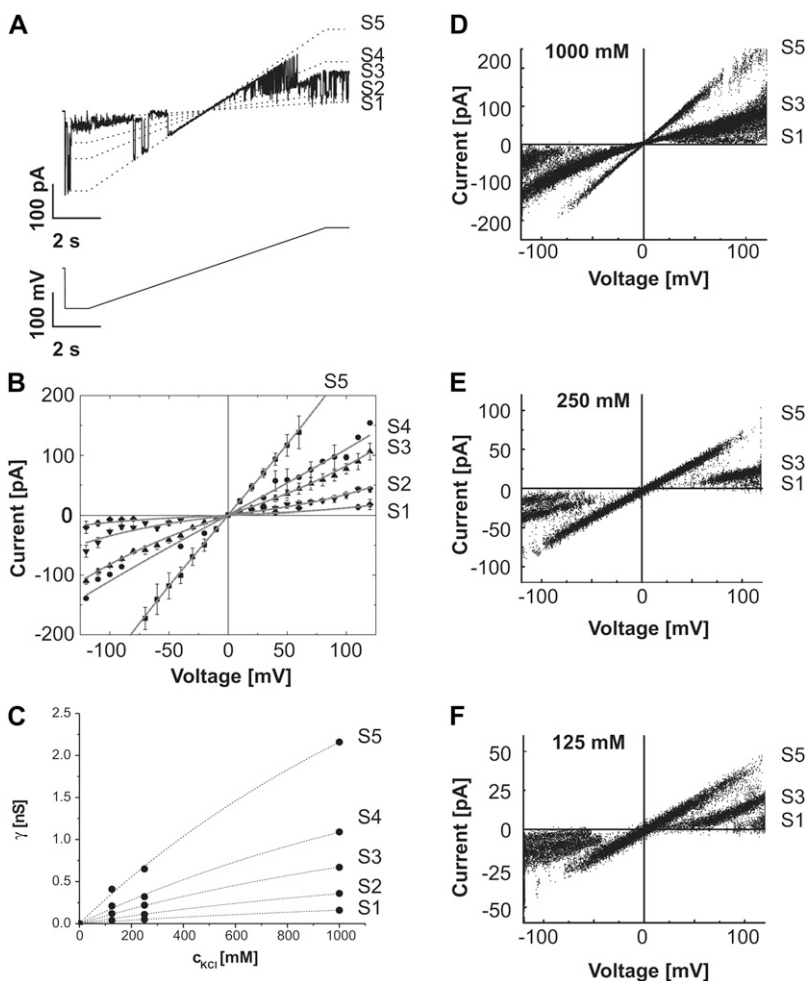 A
S5
S4
S3
S2
S1
100 pA
2 s
100 mV
2 s
B
S5
200
100
0
-100
-200
Current [pA]
S4
S3
S2
S1
-100
-50
0
50
100
Voltage [mV]
C
2.5
2.0
1.5
1.0
0.5
0.0
γ [nS]
S5
S4
S3
S2
S1
0
200
400
600
800
1000
cKCl [mM]
D
1000 mM
200
100
0
-100
-200
Current [pA]
S5
S3
S1
-100
0
100
Voltage [mV]
E
250 mM
100
50
0
-50
-100
Current [pA]
S5
S3
S1
-100
0
100
Voltage [mV]
F
125 mM
50
25
0
-25
-50
Current [pA]
S5
S3
S1
-100
0
100
Voltage [mV]